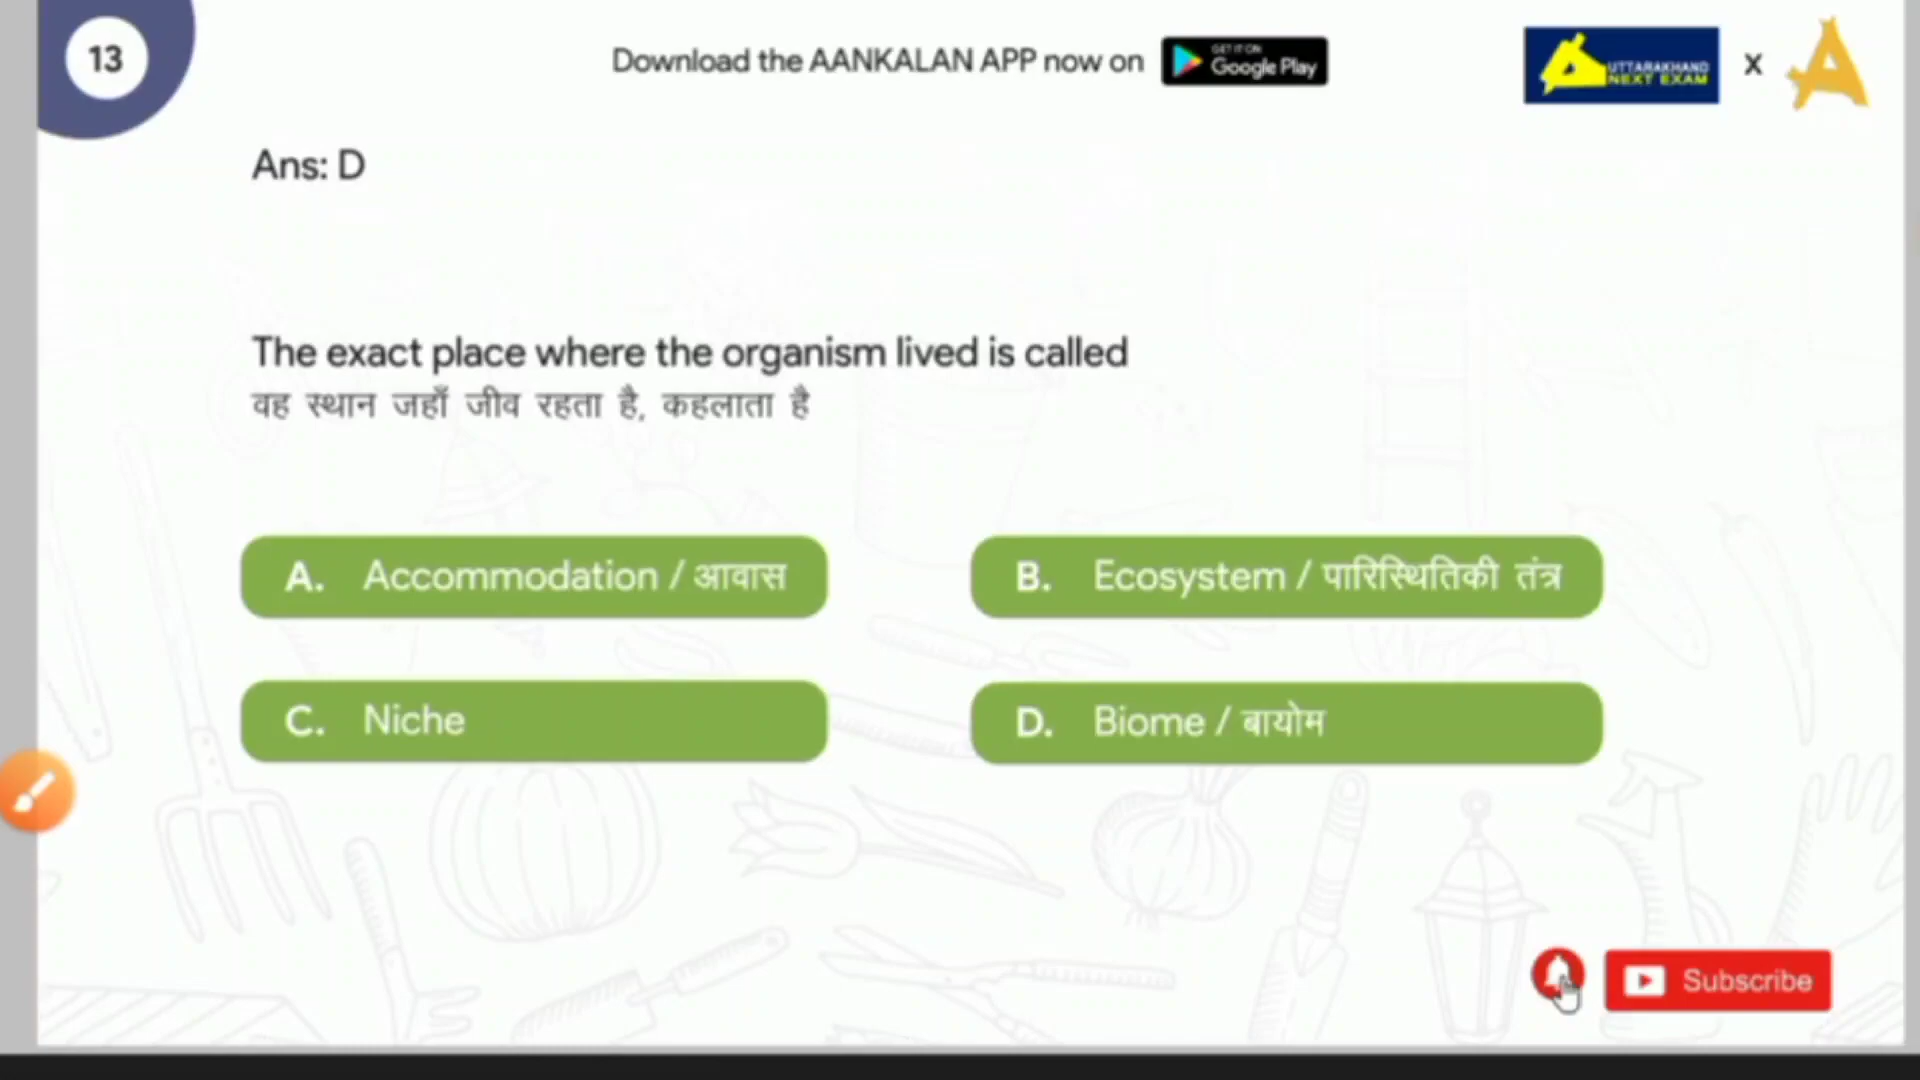 13
Download the AANKALAN APP now on
GET IT ON
Google Play
UTTARAKHAND
NEXT EXAM
X
Ans: D
The exact place where the organism lived is called
वह स्थान जहाँ जीव रहता है, कहलाता है
A. Accommodation / आवास
B. Ecosystem / पारिस्थितिकी तंत्र
C. Niche
D. Biome / बायोम
Subscribe